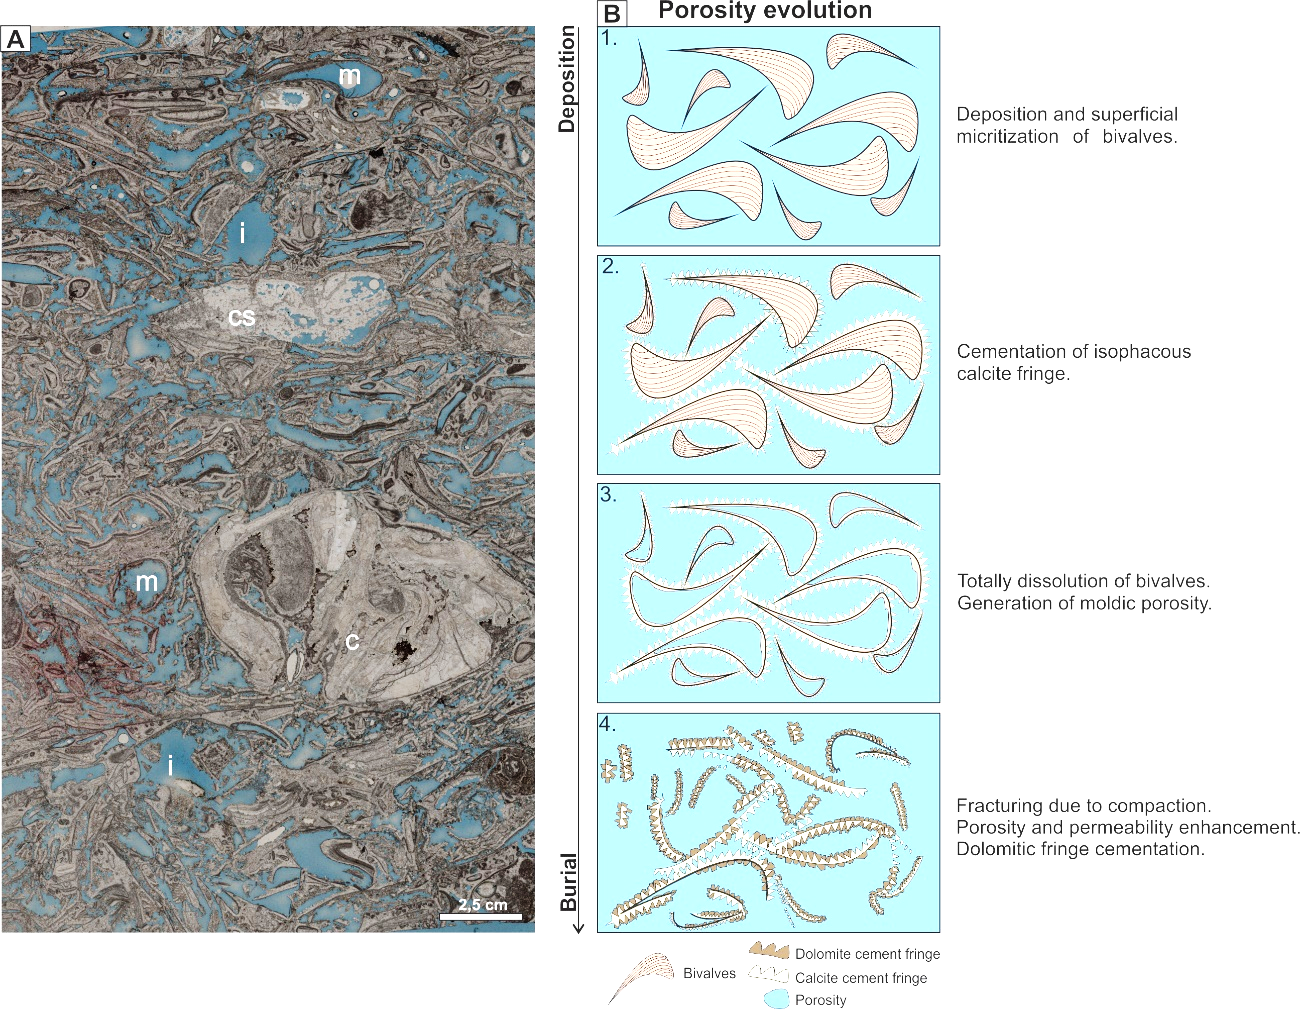 A
m
i
cs
m
c
i
2,5 cm
Deposition
Burial
B
Porosity evolution
1.
Deposition and superficial
micritization of bivalves.
2.
Cementation of isophacous
calcite fringe.
3.
Totally dissolution of bivalves.
Generation of moldic porosity.
4.
Fracturing due to compaction.
Porosity and permeability enhancement.
Dolomitic fringe cementation.
Bivalves
Dolomite cement fringe
Calcite cement fringe
Porosity